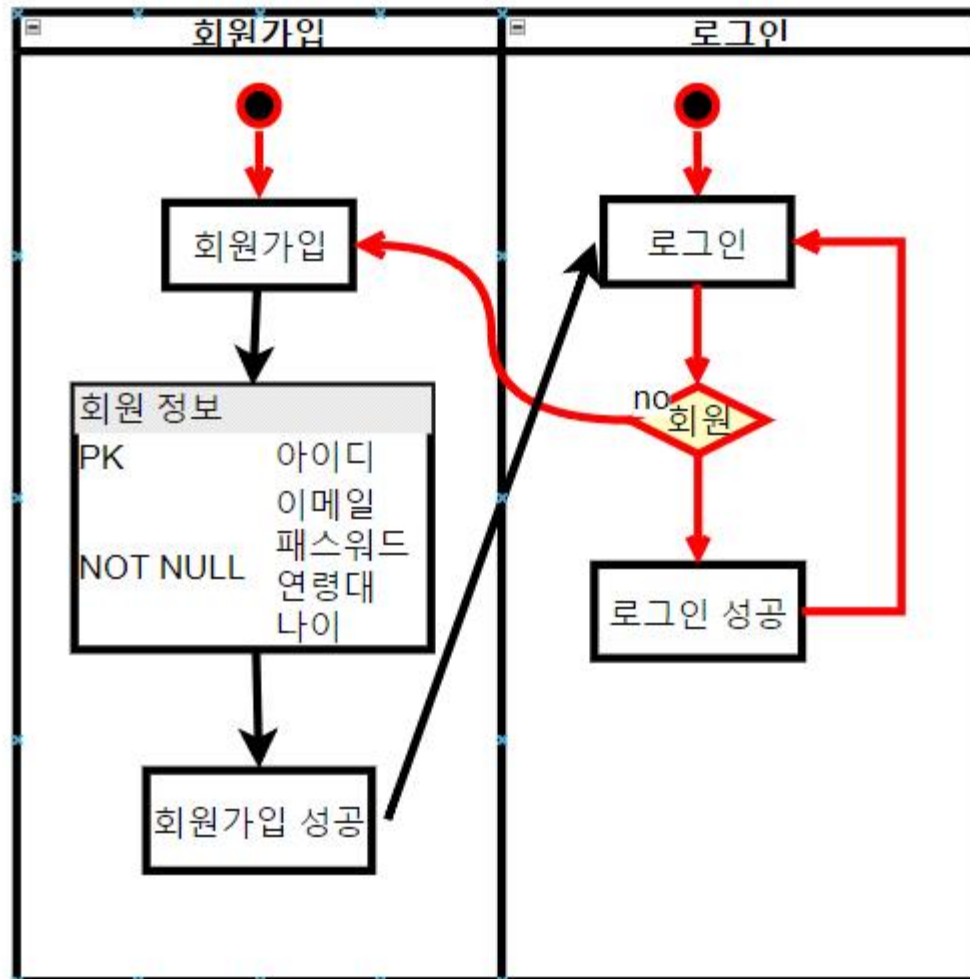 회원가입
로그인
회원가입
로그인
회원 정보
PK
아이디
NOT NULL
이메일
패스워드
연령대
나이
회원가입 성공
no
회원
로그인 성공